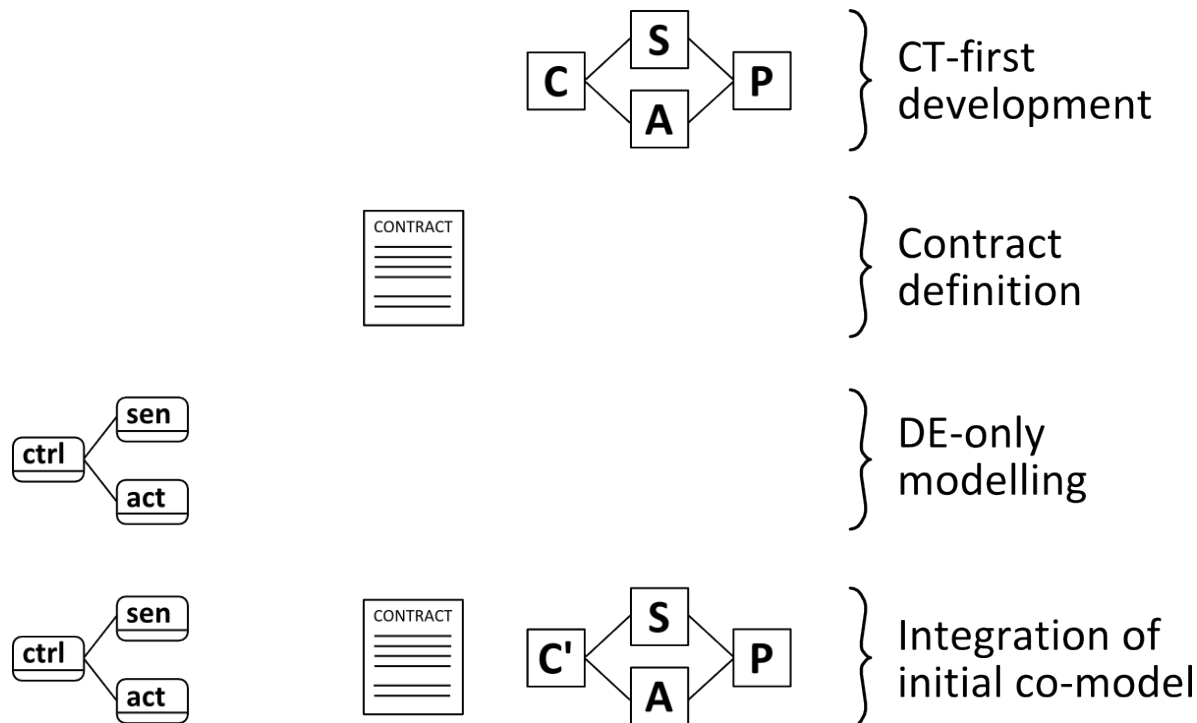 S
C
P
A
CT-first
development
CONTRACT
Contract
definition
sen
ctrl
act
DE-only
modelling
sen
ctrl
act
CONTRACT
S
C'
P
A
Integration of
initial co-model